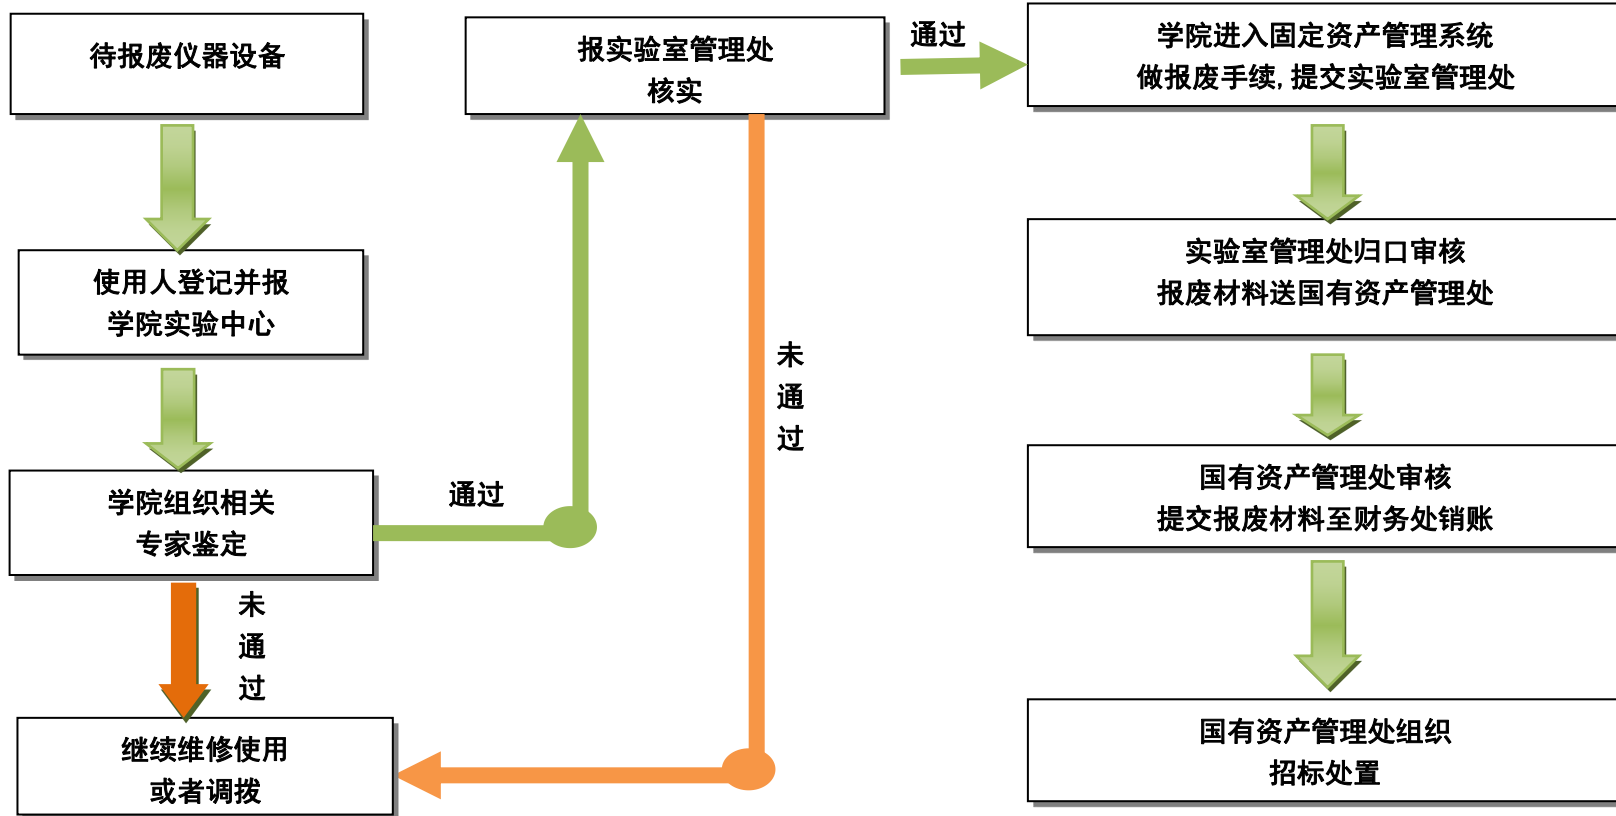 待报废仪器设备
使用人登记并报
学院实验中心
学院组织相关
专家鉴定
未
通
过
继续维修使用
或者调拨
通过
报实验室管理处
核实
未
通
过
通过
学院进入固定资产管理系统
做报废手续,提交实验室管理处
实验室管理处归口审核
报废材料送国有资产管理处
国有资产管理处审核
提交报废材料至财务处销账
国有资产管理处组织
招标处置